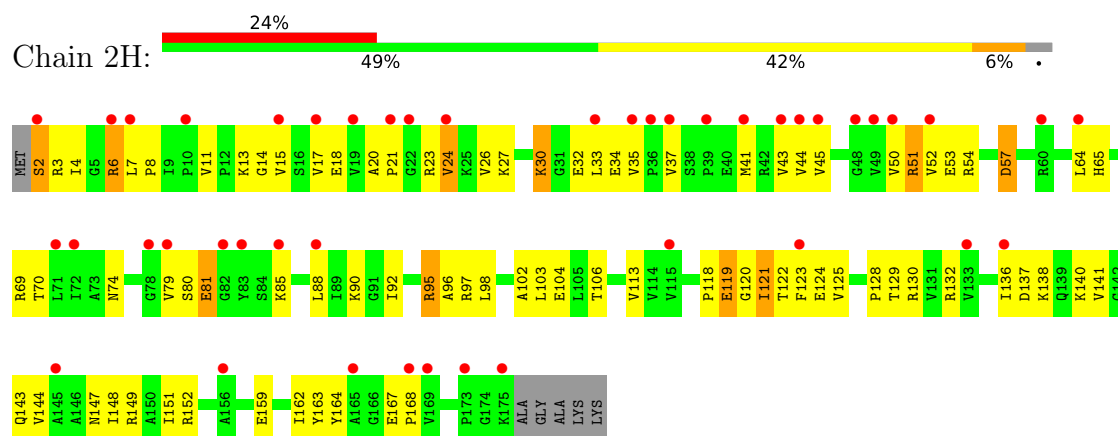 24%
Chain 2H:
49% 42% 6% •
MET S2 R3 I4 G5 R6 L7 P8 I9 P10 V11 P12 K13 G14 V15 S16 V17 E18 V19 A20 P21 G22 R23 V24 K25 V26 K27 K30 G31 E32 L33 E34 V35 P36 V37 S38 P39 E40 M41 R42 V43 V44 V45 G48 V49 V50 R51 V52 E53 R54 D57 R60 L64 H65
R69 T70 L71 I72 A73 N74 G78 V79 S80 E81 G82 Y83 S84 K85 L88 I89 K90 G91 I92 R95 A96 R97 L98 A102 L103 E104 L105 T106 V113 V114 V115 P118 E119 G120 I121 T122 F123 E124 V125 P128 T129 R130 V131 R132 V133 I136 D137 K138 Q139 K140 V141
Q143 V144 A145 A146 N147 I148 R149 A150 I151 R152 A156 E159 I162 Y163 Y164 A165 G166 E167 P168 V169 P173 G174 K175 ALA GLY ALA LYS LYS